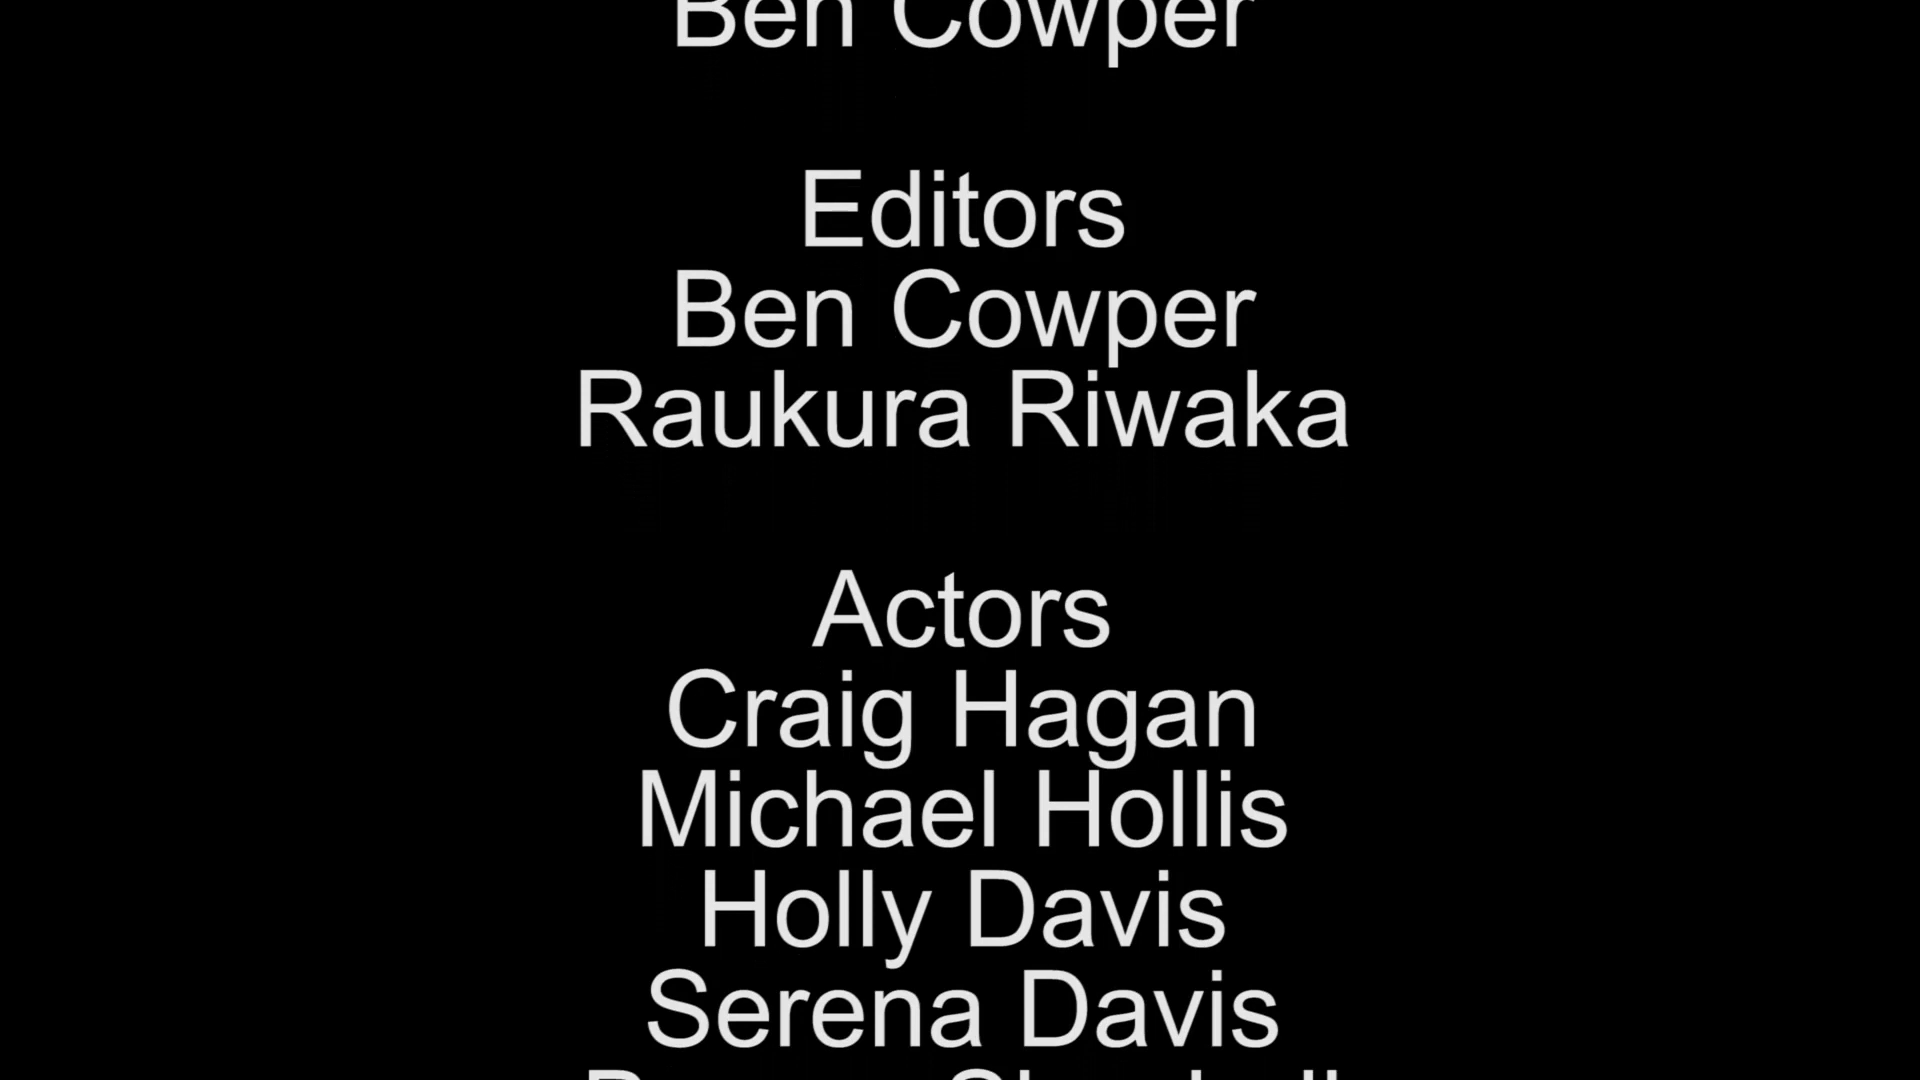 Ben Cowper
Editors
Ben Cowper
Raukura Riwaka
Actors
Craig Hagan
Michael Hollis
Holly Davis
Serena Davis